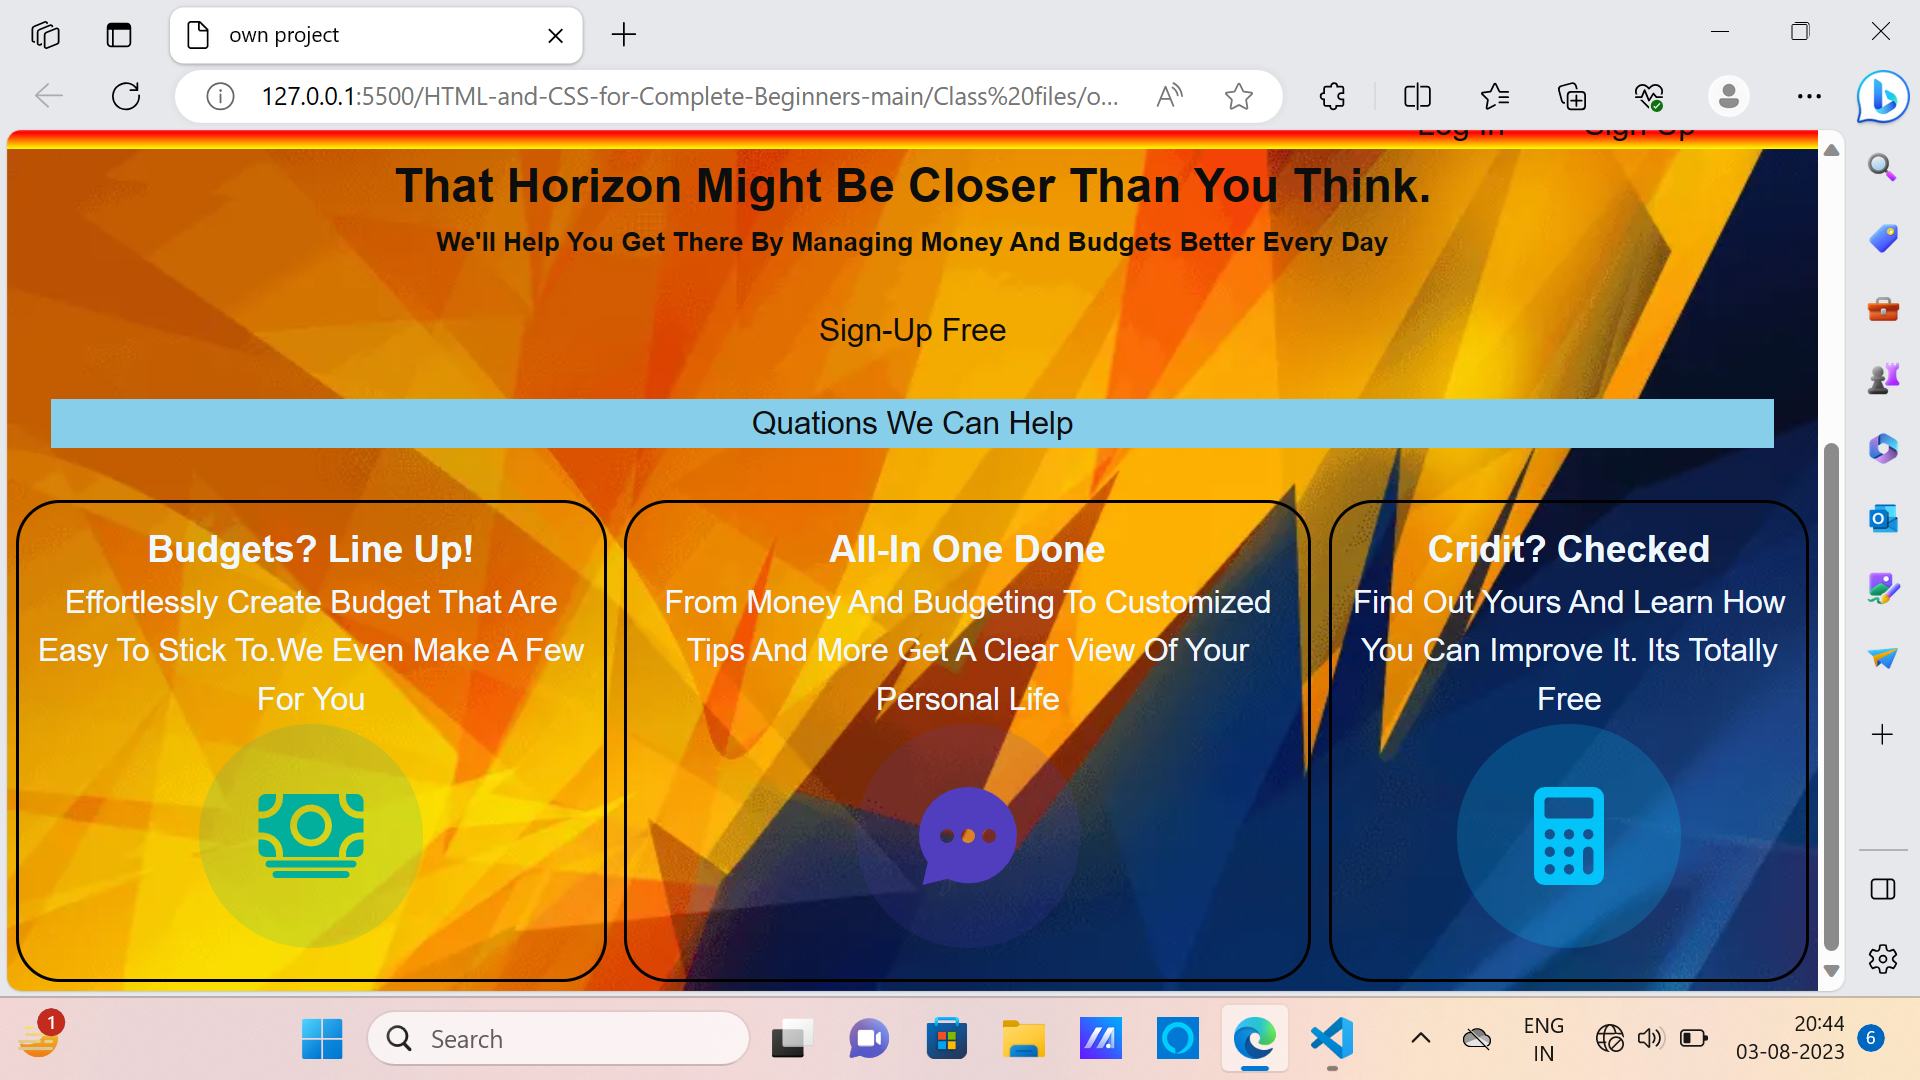 own project
127.0.0.1:5500/HTML-and-CSS-for-Complete-Beginners-main/Class%20files/o...
Log In Sign Up
That Horizon Might Be Closer Than You Think.
We'll Help You Get There By Managing Money And Budgets Better Every Day
Sign-Up Free
Quations We Can Help
Budgets? Line Up!
Effortlessly Create Budget That Are
Easy To Stick To.We Even Make A Few
For You
All-In One Done
From Money And Budgeting To Customized
Tips And More Get A Clear View Of Your
Personal Life
Cridit? Checked
Find Out Yours And Learn How
You Can Improve It. Its Totally
Free
1
Search
ENG
IN
20:44
03-08-2023
6